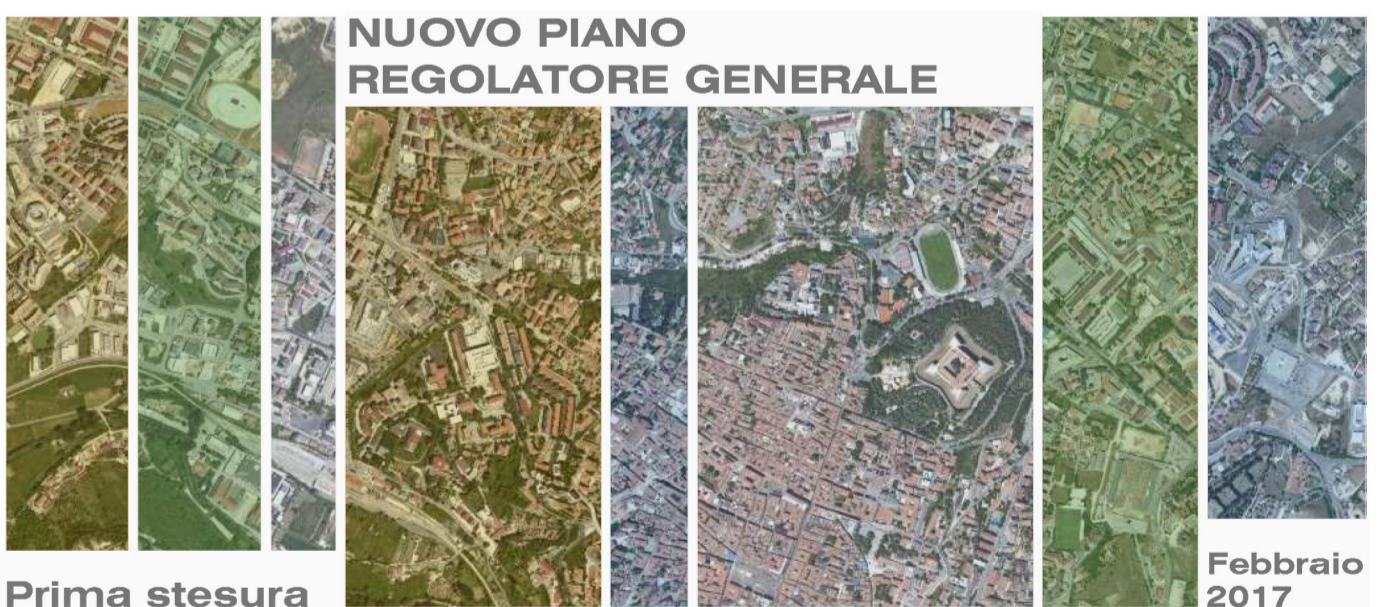 NUOVO PIANO
REGOLATORE GENERALE
Prima stesura
Febbraio
2017